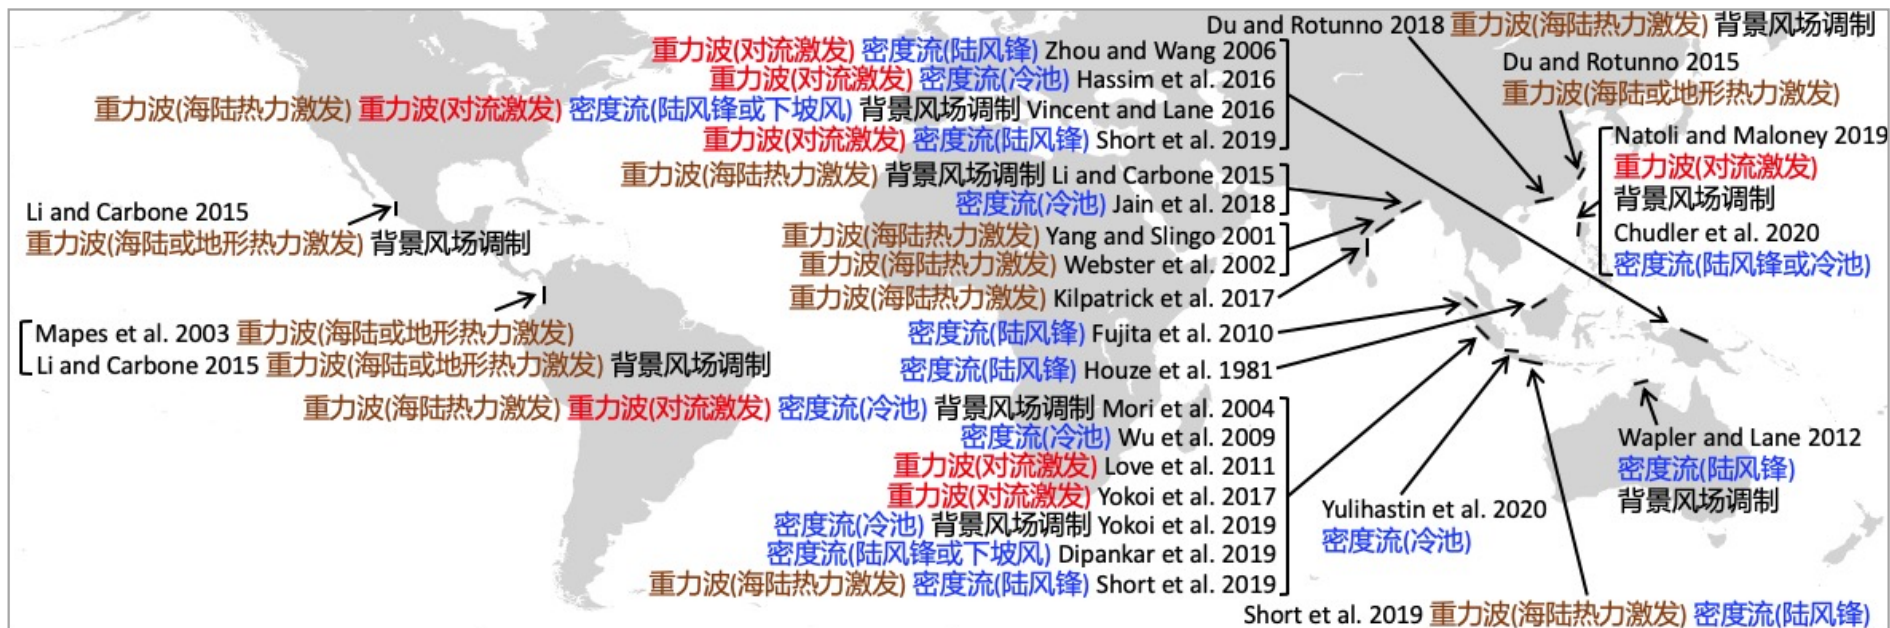 Du and Rotunno 2018 重力波(海陆热力激发) 背景风场调制
重力波(对流激发) 密度流(陆风锋) Zhou and Wang 2006
重力波(对流激发) 密度流(冷池) Hassim et al. 2016
重力波(海陆热力激发) 重力波(对流激发) 密度流(陆风锋或下坡风) 背景风场调制 Vincent and Lane 2016
重力波(对流激发) 密度流(陆风锋) Short et al. 2019
Du and Rotunno 2015
重力波(海陆或地形热力激发)
Natoli and Maloney 2019
重力波(对流激发)
背景风场调制
Chudler et al. 2020
密度流(陆风锋或冷池)
重力波(海陆热力激发) 背景风场调制 Li and Carbone 2015
密度流(冷池) Jain et al. 2018
重力波(海陆热力激发) Yang and Slingo 2001
重力波(海陆热力激发) Webster et al. 2002
重力波(海陆热力激发) Kilpatrick et al. 2017
Li and Carbone 2015
重力波(海陆或地形热力激发) 背景风场调制
Mapes et al. 2003 重力波(海陆或地形热力激发)
Li and Carbone 2015 重力波(海陆或地形热力激发) 背景风场调制
密度流(陆风锋) Fujita et al. 2010
密度流(陆风锋) Houze et al. 1981
重力波(海陆热力激发) 重力波(对流激发) 密度流(冷池) 背景风场调制 Mori et al. 2004
密度流(冷池) Wu et al. 2009
重力波(对流激发) Love et al. 2011
重力波(对流激发) Yokoi et al. 2017
密度流(冷池) 背景风场调制 Yokoi et al. 2019
密度流(陆风锋或下坡风) Dipankar et al. 2019
重力波(海陆热力激发) 密度流(陆风锋) Short et al. 2019
Wapler and Lane 2012
密度流(陆风锋)
背景风场调制
Yulihastin et al. 2020
密度流(冷池)
Short et al. 2019 重力波(海陆热力激发) 密度流(陆风锋)